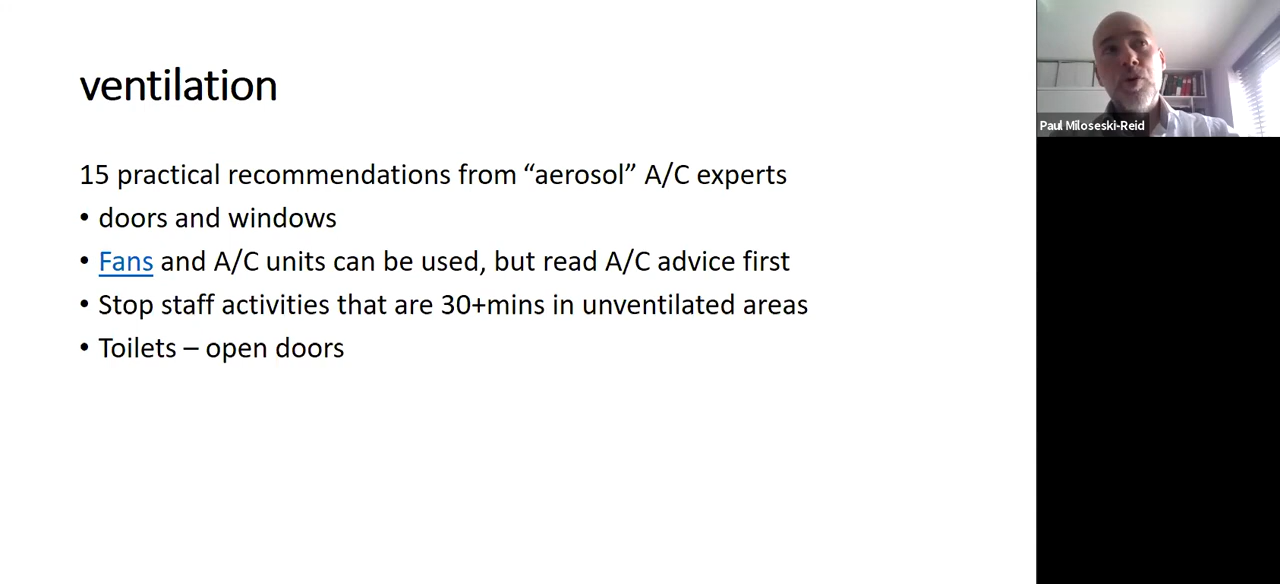 ventilation
15 practical recommendations from “aerosol” A/C experts
• doors and windows
• Fans and A/C units can be used, but read A/C advice first
• Stop staff activities that are 30+mins in unventilated areas
• Toilets – open doors
Paul Miloseski-Reid